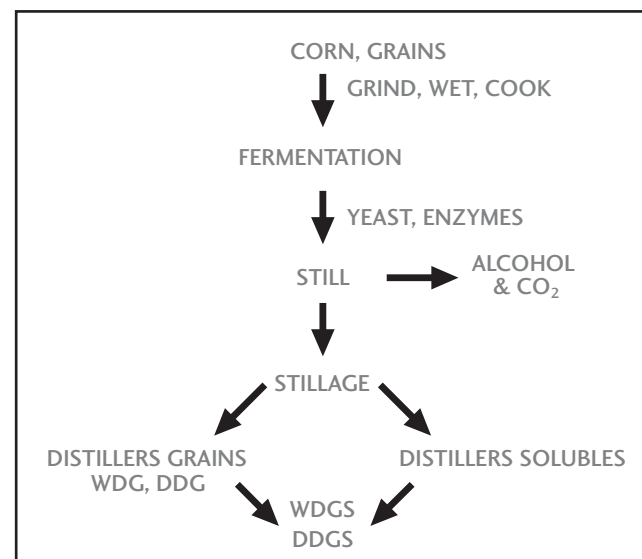 CORN, GRAINS
GRIND, WET, COOK
FERMENTATION
YEAST, ENZYMES
STILL
ALCOHOL
& CO₂
STILLAGE
DISTILLERS GRAINS
WDG, DDG
DISTILLERS SOLUBLES
WDGS
DDGS